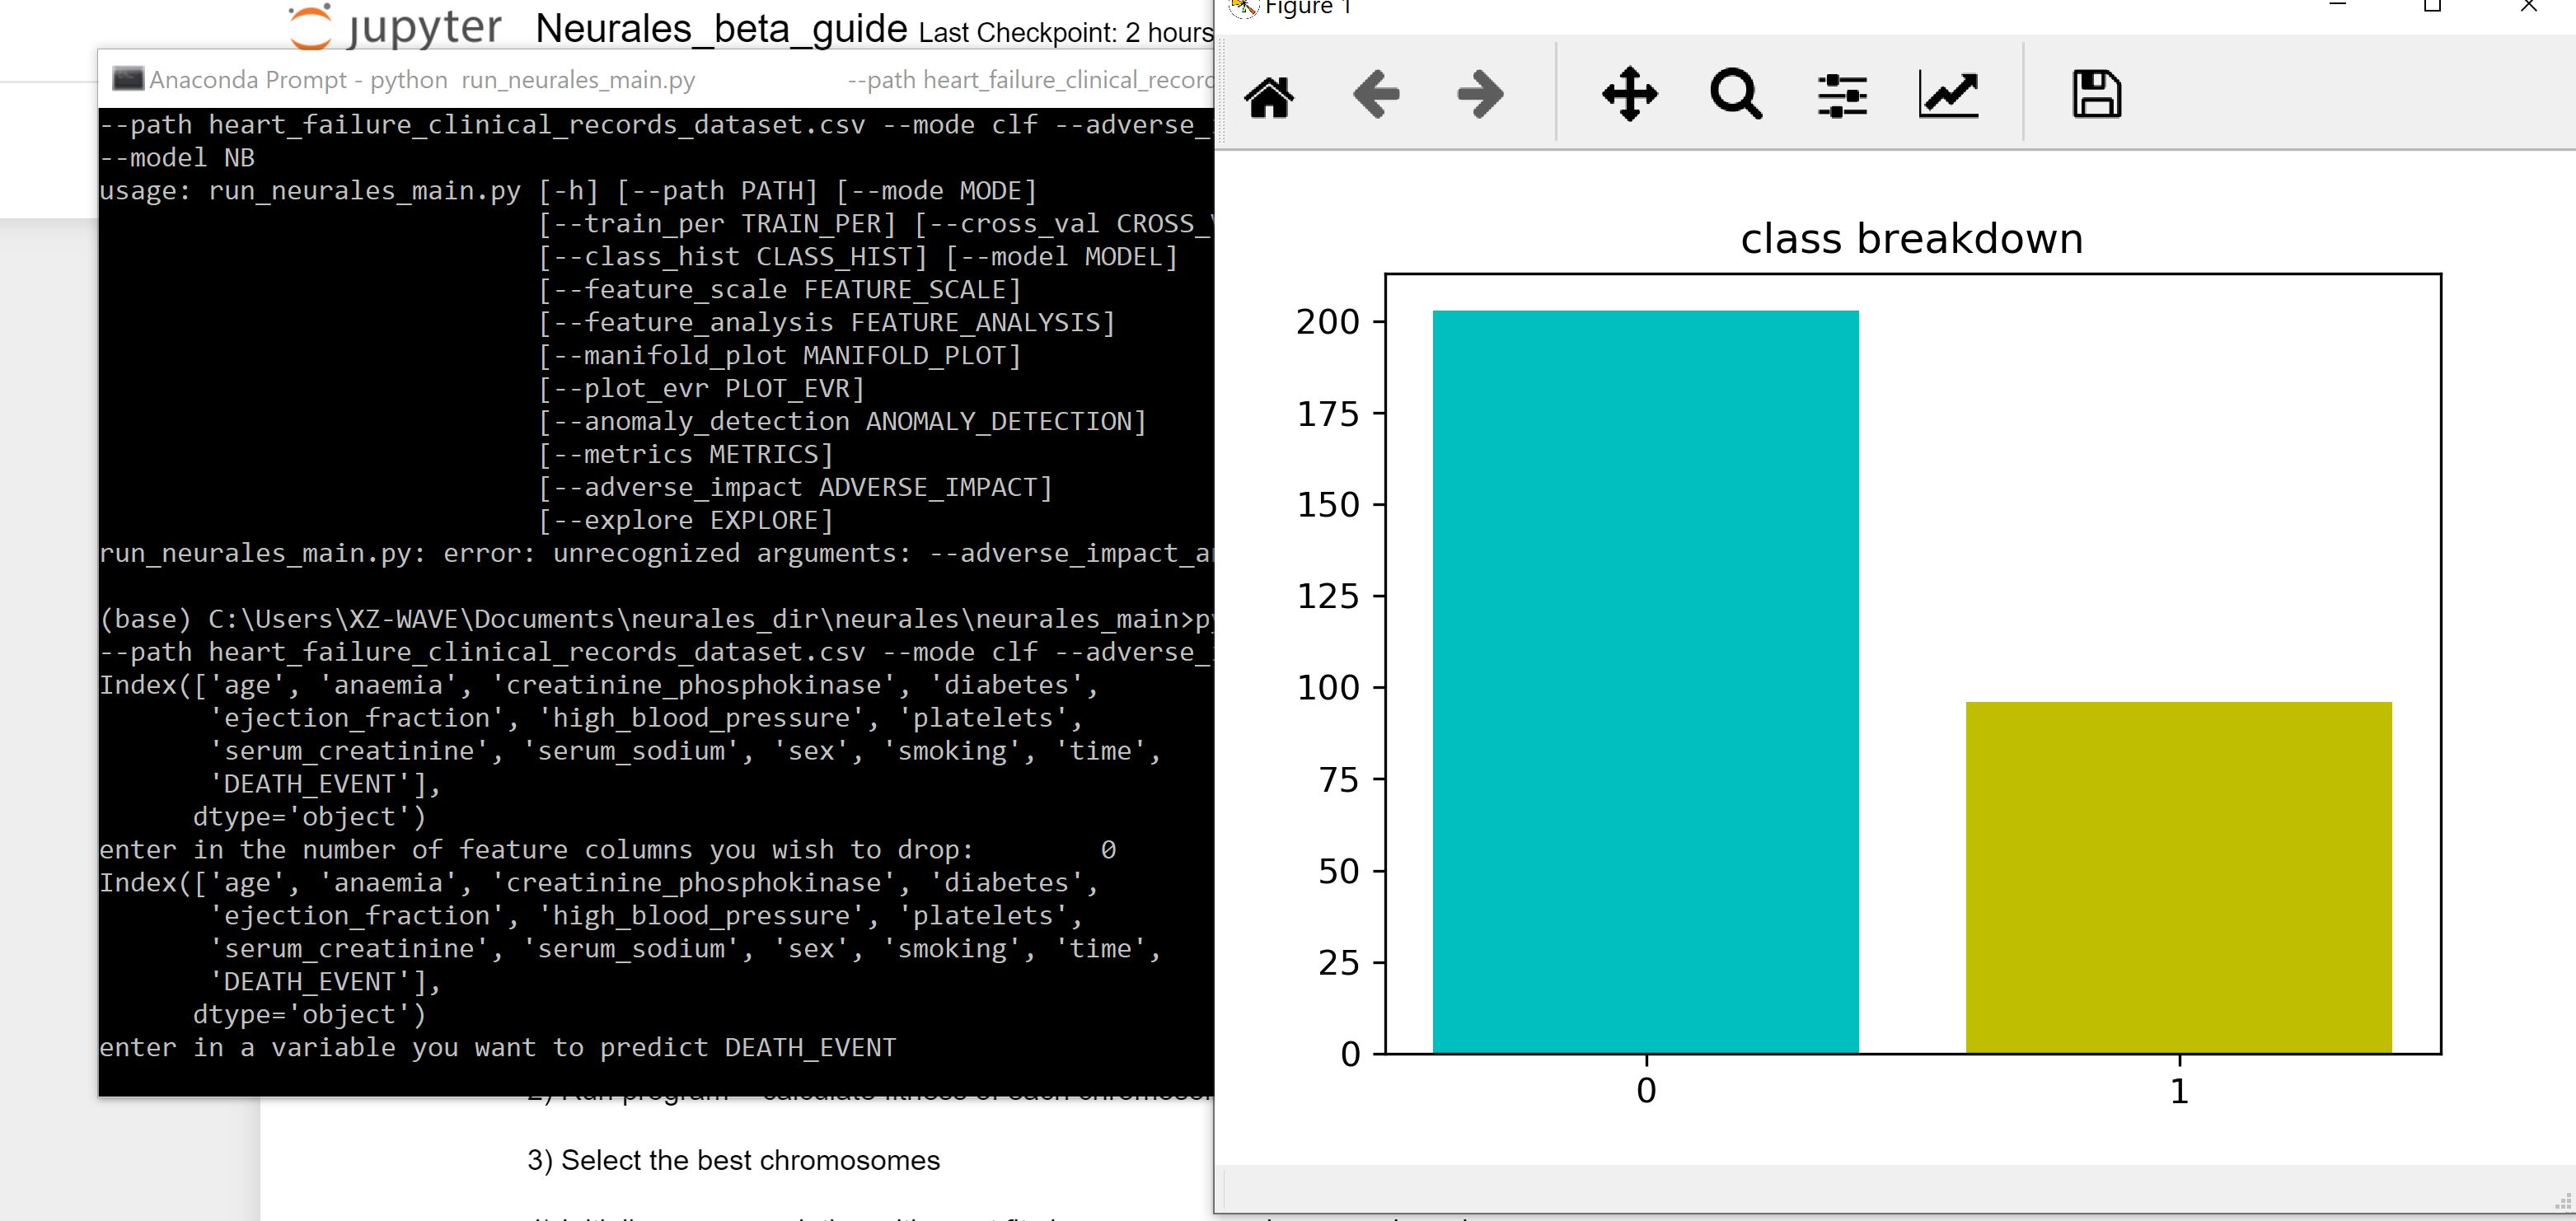 jupyter Neurales_beta_guide Last Checkpoint: 2 hours
Anaconda Prompt - python run_neurales_main.py --path heart_failure_clinical_record
--path heart_failure_clinical_records_dataset.csv --mode clf --adverse_
--model NB
usage: run_neurales_main.py [-h] [--path PATH] [--mode MODE]
[--train_per TRAIN_PER] [--cross_val CROSS_
[--class_hist CLASS_HIST] [--model MODEL]
[--feature_scale FEATURE_SCALE]
[--feature_analysis FEATURE_ANALYSIS]
[--manifold_plot MANIFOLD_PLOT]
[--plot_evr PLOT_EVR]
[--anomaly_detection ANOMALY_DETECTION]
[--metrics METRICS]
[--adverse_impact ADVERSE_IMPACT]
[--explore EXPLORE]
run_neurales_main.py: error: unrecognized arguments: --adverse_impact_a
(base) C:\Users\XZ-WAVE\Documents\neurales_dir\neurales\neurales_main>p
--path heart_failure_clinical_records_dataset.csv --mode clf --adverse_
Index(['age', 'anaemia', 'creatinine_phosphokinase', 'diabetes',
'ejection_fraction', 'high_blood_pressure', 'platelets',
'serum_creatinine', 'serum_sodium', 'sex', 'smoking', 'time',
'DEATH_EVENT'],
dtype='object')
enter in the number of feature columns you wish to drop: 0
Index(['age', 'anaemia', 'creatinine_phosphokinase', 'diabetes',
'ejection_fraction', 'high_blood_pressure', 'platelets',
'serum_creatinine', 'serum_sodium', 'sex', 'smoking', 'time',
'DEATH_EVENT'],
dtype='object')
enter in a variable you want to predict DEATH_EVENT
3) Select the best chromosomes
Figure 1
class breakdown
200
175
150
125
100
75
50
25
0
0 1